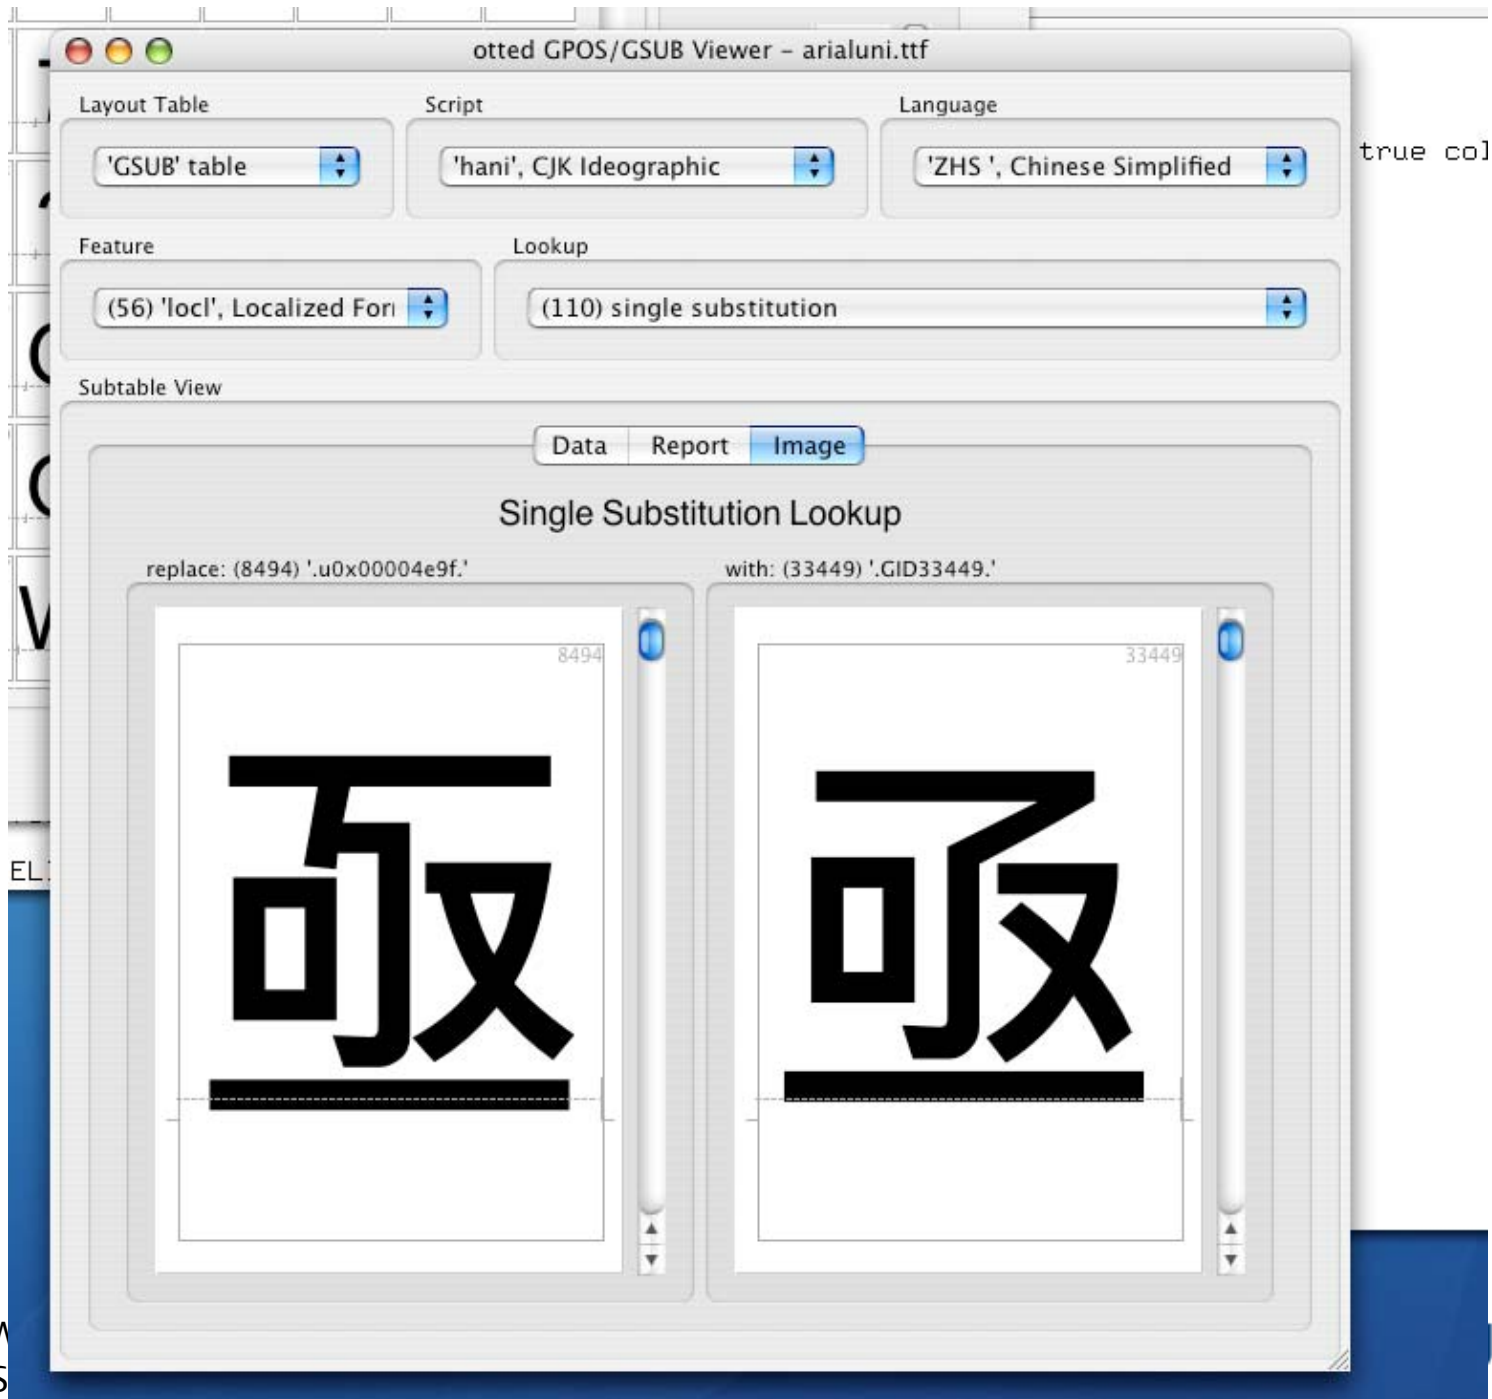 otted GPOS/GSUB Viewer – arialuni.ttf
Layout Table
Script
Language
'GSUB' table
'hani', CJK Ideographic
'ZHS ', Chinese Simplified
true col
Feature
Lookup
(56) 'locl', Localized For
(110) single substitution
Subtable View
Data Report Image
Single Substitution Lookup
replace: (8494) '.u0x00004e9f.'
with: (33449) '.GID33449.'
8494
33449
亟
亟
EL